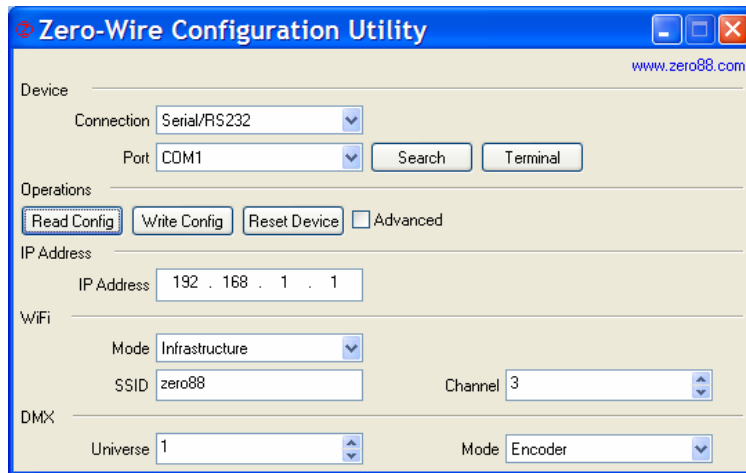 Zero-Wire Configuration Utility
www.zero88.com
Device
Connection Serial/RS232
Port COM1 Search Terminal
Operations
Read Config Write Config Reset Device Advanced
IP Address
IP Address 192 . 168 . 1 . 1
WiFi
Mode Infrastructure
SSID zero88 Channel 3
DMX
Universe 1 Mode Encoder